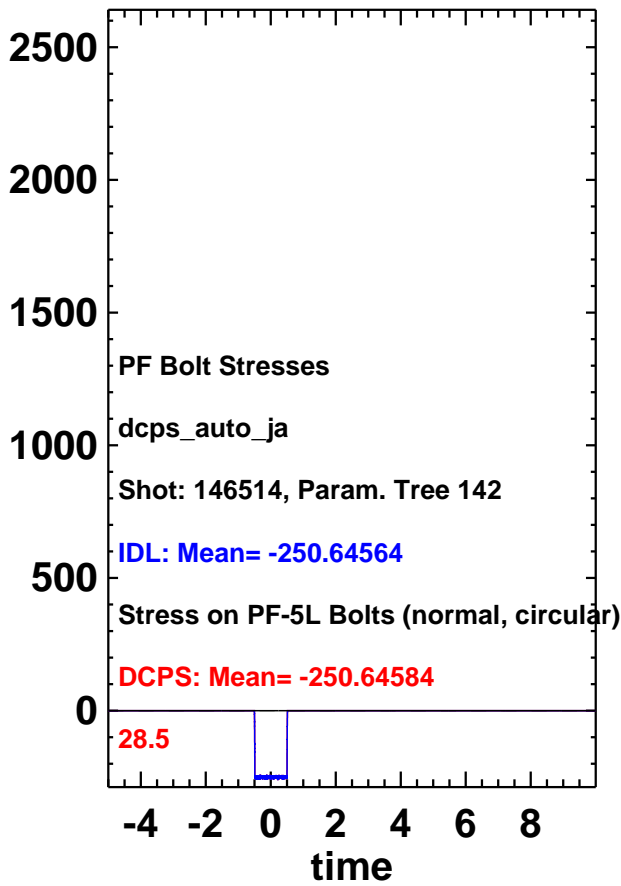 2500
2000
1500
PF Bolt Stresses
dcps_auto_ja
1000
Shot: 146514, Param. Tree 142
IDL: Mean= -250.64564
500
Stress on PF-5L Bolts (normal, circular)
DCPS: Mean= -250.64584
0
28.5
-4 -2 0 2 4 6 8
time